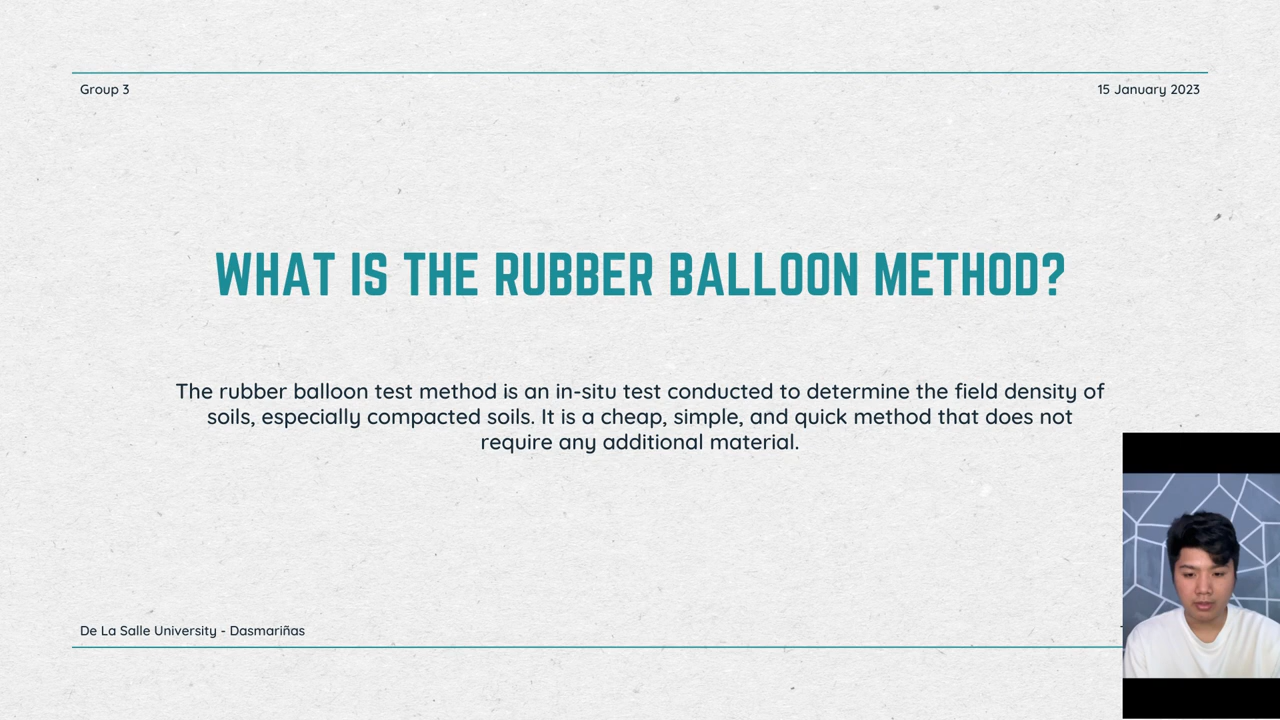 Group 3
15 January 2023
WHAT IS THE RUBBER BALLOON METHOD?
The rubber balloon test method is an in-situ test conducted to determine the field density of
soils, especially compacted soils. It is a cheap, simple, and quick method that does not
require any additional material.
De La Salle University - Dasmariñas